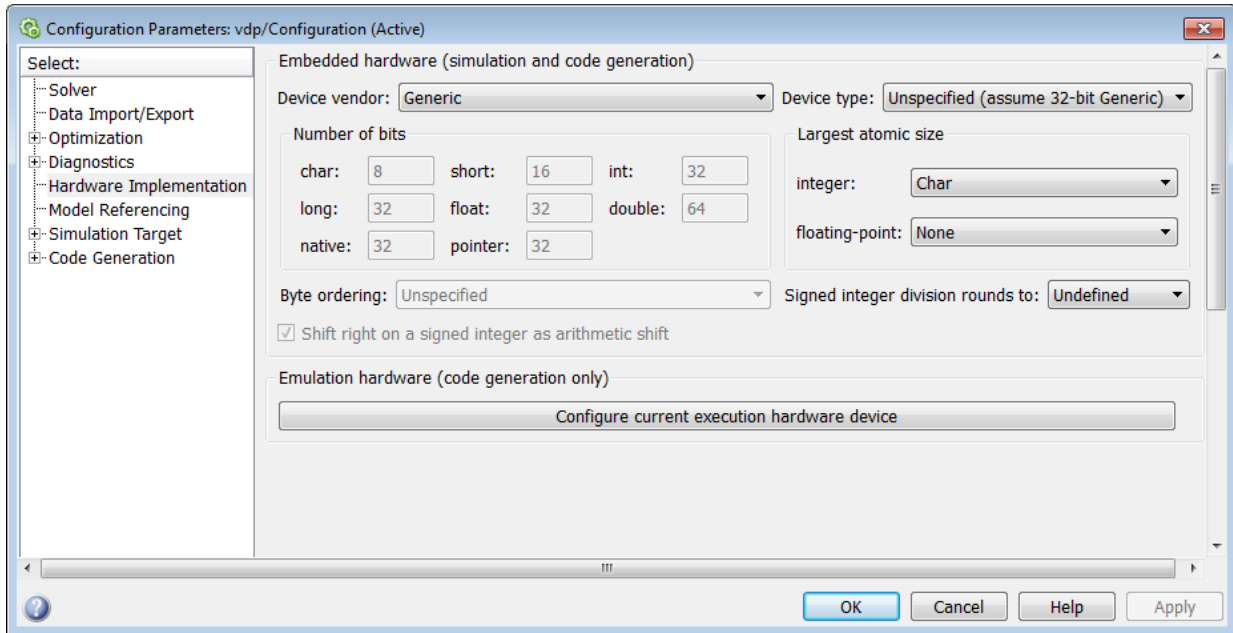 Configuration Parameters: vdp/Configuration (Active)
Select:
Solver
Data Import/Export
Optimization
Diagnostics
Hardware Implementation
Model Referencing
Simulation Target
Code Generation
Embedded hardware (simulation and code generation)
Device vendor: Generic Device type: Unspecified (assume 32-bit Generic)
Number of bits
char: 8 short: 16 int: 32
long: 32 float: 32 double: 64
native: 32 pointer: 32
Largest atomic size
integer: Char
floating-point: None
Byte ordering: Unspecified Signed integer division rounds to: Undefined
Shift right on a signed integer as arithmetic shift
Emulation hardware (code generation only)
Configure current execution hardware device
OK Cancel Help Apply